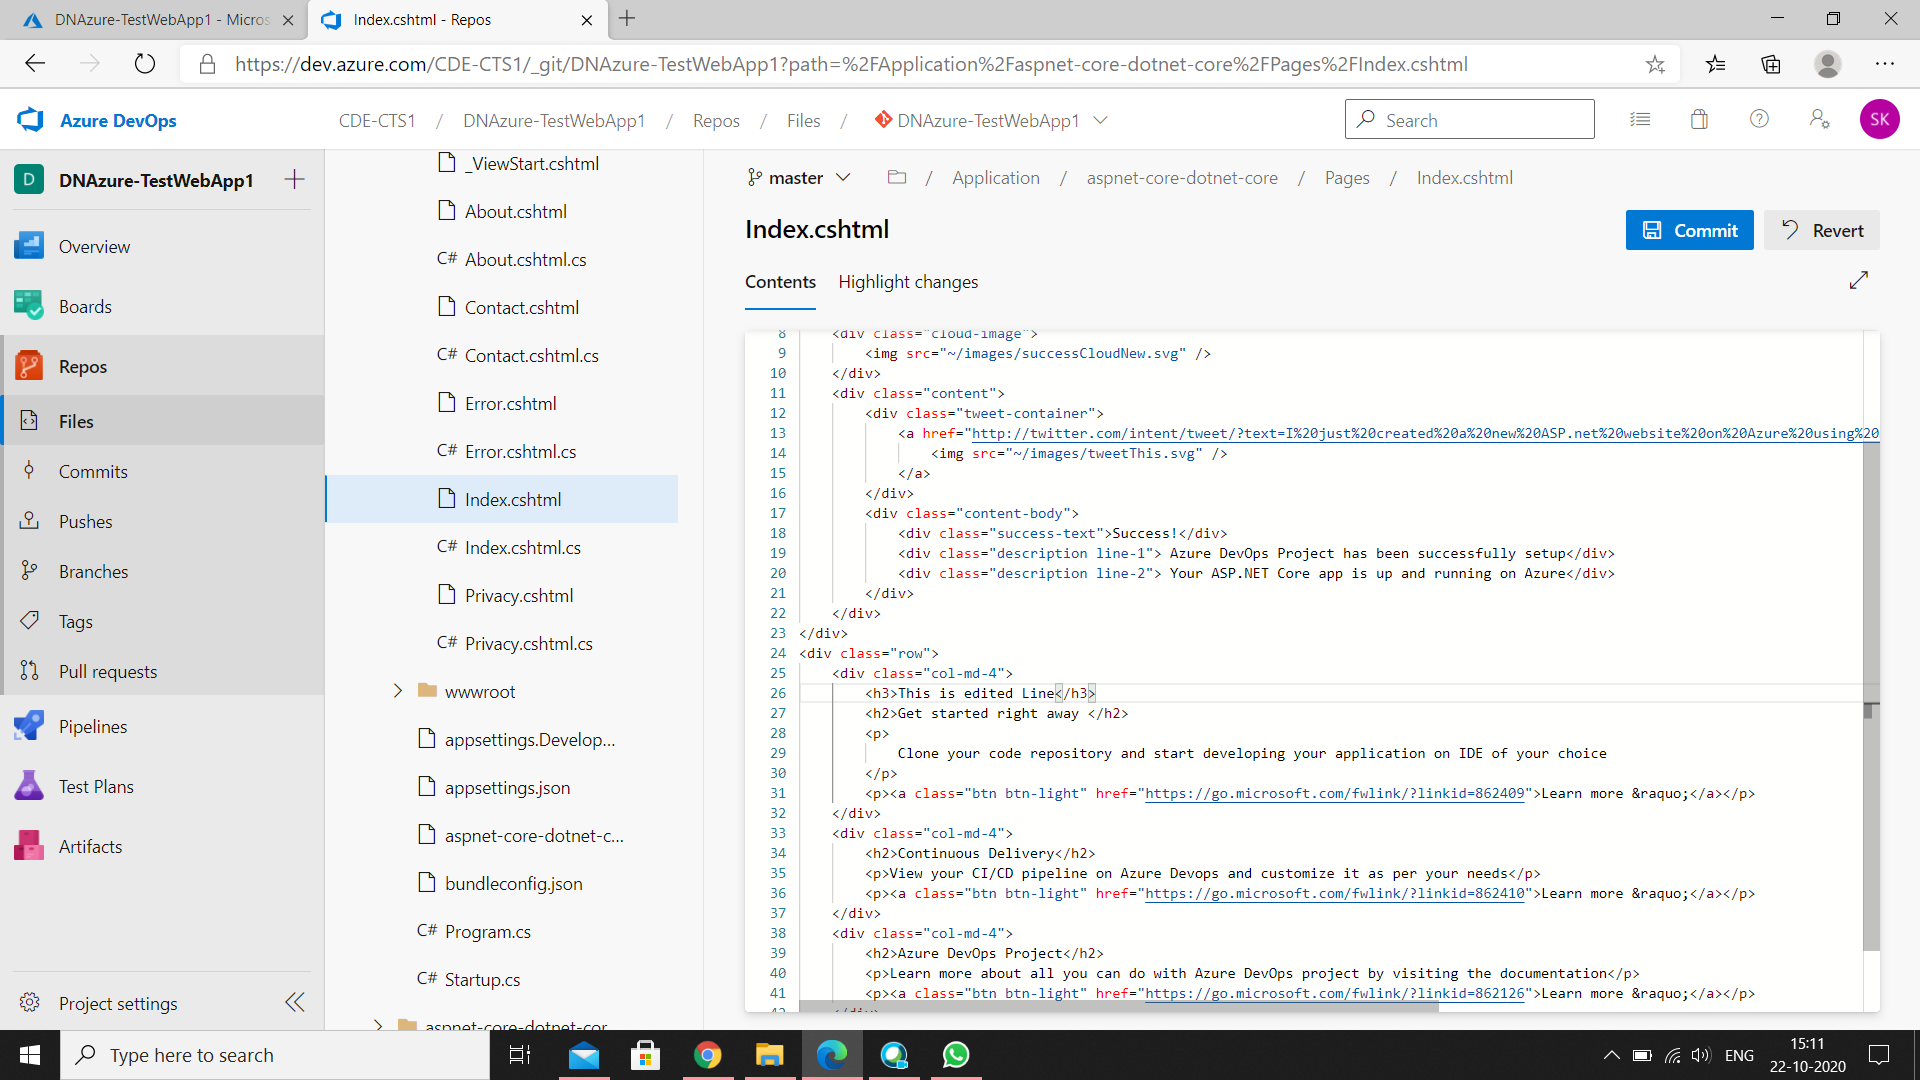 DNAzure-TestWebApp1 - Micros
Index.cshtml - Repos
https://dev.azure.com/CDE-CTS1/_git/DNAzure-TestWebApp1?path=%2FApplication%2Faspnet-core-dotnet-core%2FPages%2FIndex.cshtml
Azure DevOps
CDE-CTS1 / DNAzure-TestWebApp1 / Repos / Files / DNAzure-TestWebApp1
Search
SK
D DNAzure-TestWebApp1
Overview
Boards
Repos
Files
Commits
Pushes
Branches
Tags
Pull requests
Pipelines
Test Plans
Artifacts
Project settings
_ViewStart.cshtml
About.cshtml
C# About.cshtml.cs
Contact.cshtml
C# Contact.cshtml.cs
Error.cshtml
C# Error.cshtml.cs
Index.cshtml
C# Index.cshtml.cs
Privacy.cshtml
C# Privacy.cshtml.cs
wwwroot
appsettings.Develop...
appsettings.json
aspnet-core-dotnet-c...
bundleconfig.json
C# Program.cs
C# Startup.cs
aspnet-core-dotnet-cor
master / Application / aspnet-core-dotnet-core / Pages / Index.cshtml
Index.cshtml
Commit
Revert
Contents
Highlight changes
8 <div class="cloud-image">
9 <img src="~/images/successCloudNew.svg" />
10 </div>
11 <div class="content">
12 <div class="tweet-container">
13 <a href="http://twitter.com/intent/tweet/?text=I%20just%20created%20a%20new%20ASP.net%20website%20on%20Azure%20using%20
14 <img src="~/images/tweetThis.svg" />
15 </a>
16 </div>
17 <div class="content-body">
18 <div class="success-text">Success!</div>
19 <div class="description line-1"> Azure DevOps Project has been successfully setup</div>
20 <div class="description line-2"> Your ASP.NET Core app is up and running on Azure</div>
21 </div>
22 </div>
23 </div>
24 <div class="row">
25 <div class="col-md-4">
26 <h3>This is edited Line</h3>
27 <h2>Get started right away </h2>
28 <p>
29 Clone your code repository and start developing your application on IDE of your choice
30 </p>
31 <p><a class="btn btn-light" href="https://go.microsoft.com/fwlink/?linkid=862409">Learn more &raquo;</a></p>
32 </div>
33 <div class="col-md-4">
34 <h2>Continuous Delivery</h2>
35 <p>View your CI/CD pipeline on Azure Devops and customize it as per your needs</p>
36 <p><a class="btn btn-light" href="https://go.microsoft.com/fwlink/?linkid=862410">Learn more &raquo;</a></p>
37 </div>
38 <div class="col-md-4">
39 <h2>Azure DevOps Project</h2>
40 <p>Learn more about all you can do with Azure DevOps project by visiting the documentation</p>
41 <p><a class="btn btn-light" href="https://go.microsoft.com/fwlink/?linkid=862126">Learn more &raquo;</a></p>
Type here to search
ENG
15:11
22-10-2020